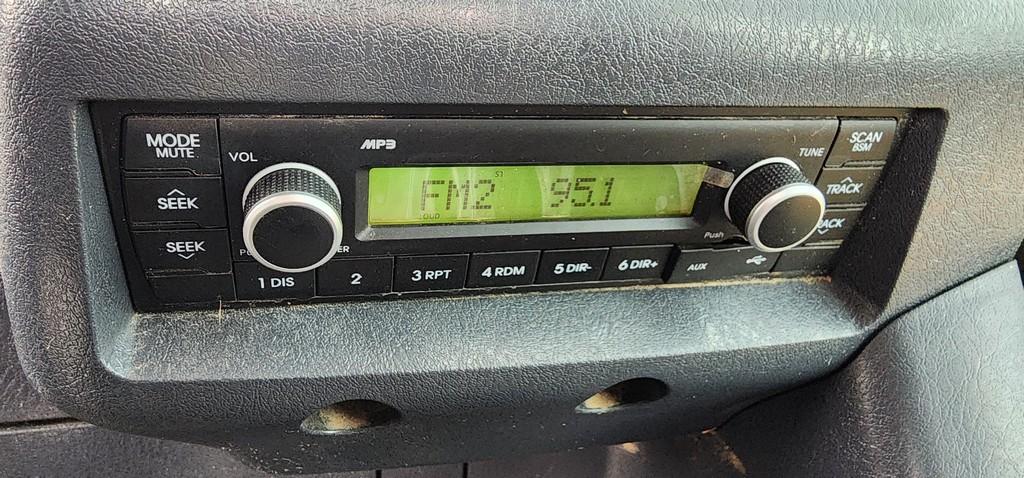 MODE
MUTE
VOL
MP3
TUNE
SCAN
BSM
ST
SEEK
FM2 95.1
LOUD
TRACK
SEEK
Push
1 DIS
2
3 RPT
4 RDM
5 DIR-
6 DIR+
AUX